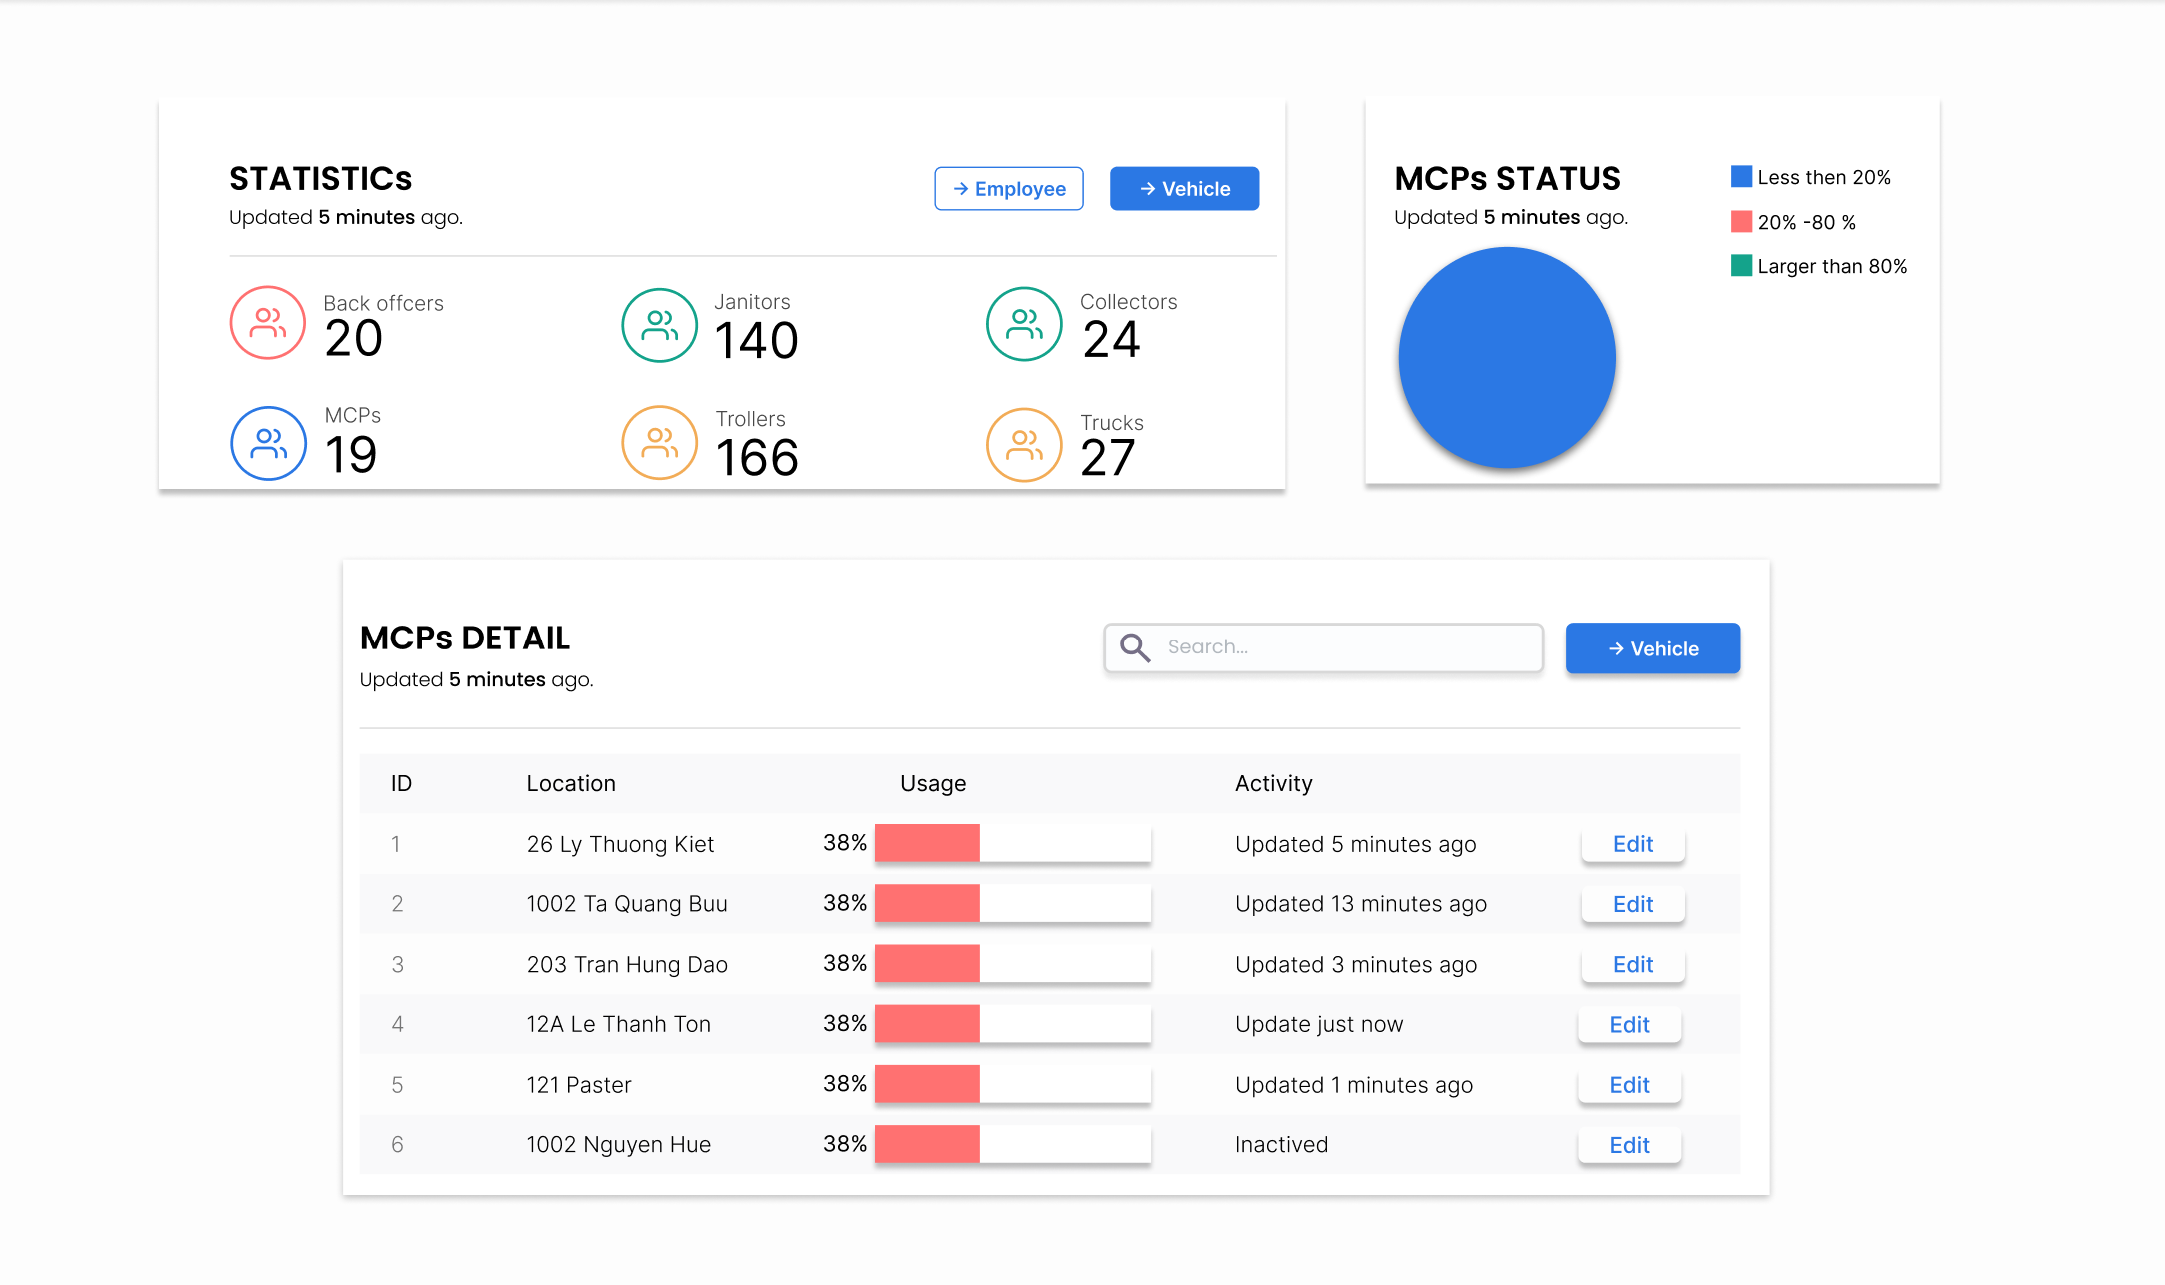 STATISTICs
Updated 5 minutes ago.
→ Employee
→ Vehicle
Back offcers
20
Janitors
140
Collectors
24
MCPs
19
Trollers
166
Trucks
27
MCPs STATUS
Updated 5 minutes ago.
Less then 20%
20% -80 %
Larger than 80%
MCPs DETAIL
Updated 5 minutes ago.
Search...
→ Vehicle
ID Location Usage Activity
1 26 Ly Thuong Kiet 38% Updated 5 minutes ago Edit
2 1002 Ta Quang Buu 38% Updated 13 minutes ago Edit
3 203 Tran Hung Dao 38% Updated 3 minutes ago Edit
4 12A Le Thanh Ton 38% Update just now Edit
5 121 Paster 38% Updated 1 minutes ago Edit
6 1002 Nguyen Hue 38% Inactived Edit